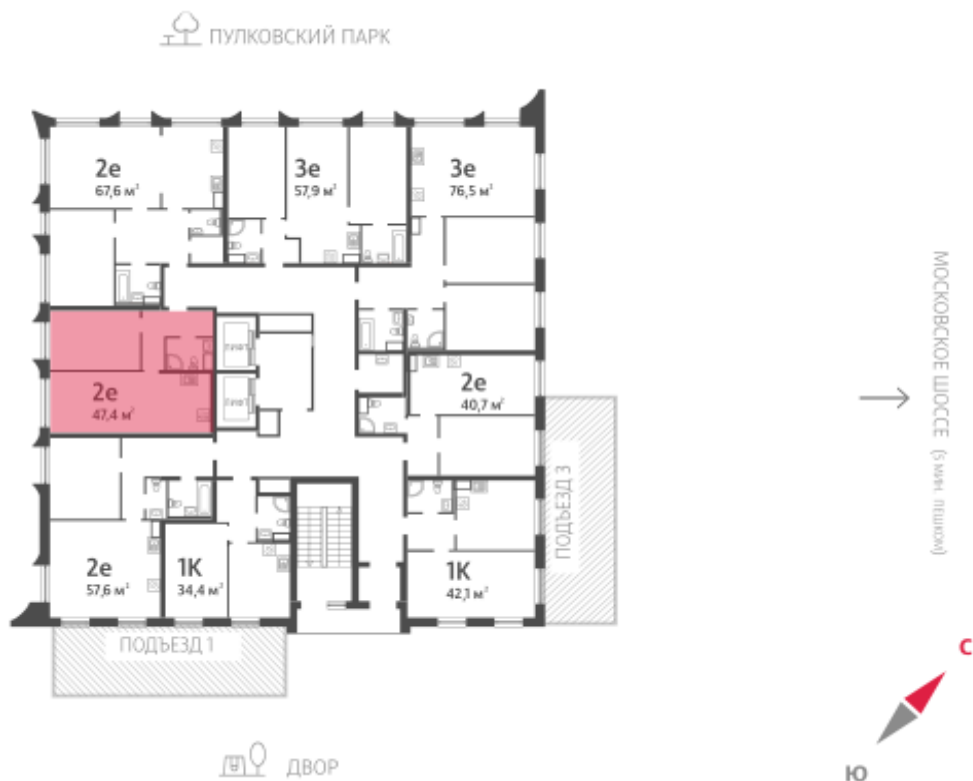 ПУЛКОВСКИЙ ПАРК
2е
67,6 м²
3е
57,9 м²
3е
76,5 м²
МОСКОВСКОЕ ШОССЕ (5 МИН. ПЕШКОМ)
ЛИФТ
2е
47,4 м²
ЛИФТ
2е
40,7 м²
ПОДЪЕЗД 3
2е
57,6 м²
1К
34,4 м²
1К
42,1 м²
ПОДЪЕЗД 1
С
Ю
ДВОР